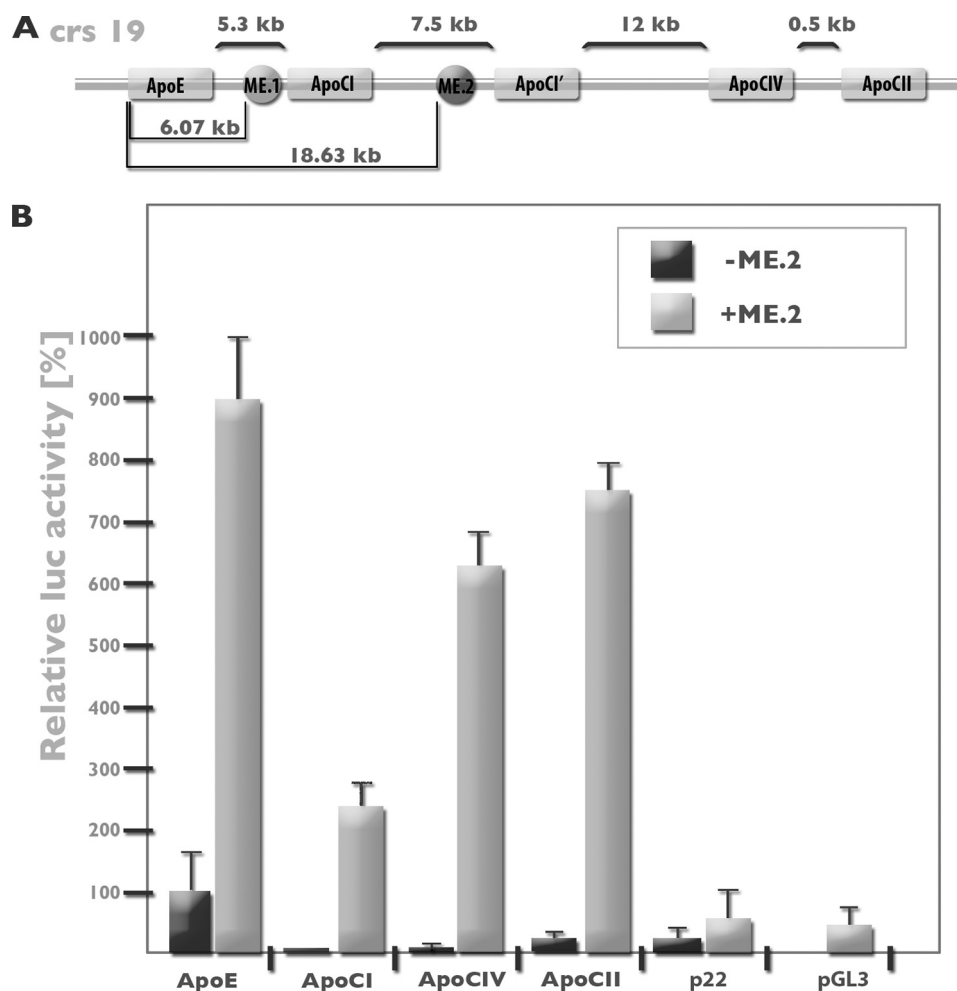 A crs 19
5.3 kb 7.5 kb 12 kb 0.5 kb
ApoE ME.1 ApoCI ME.2 ApoCI' ApoCIV ApoCII
6.07 kb
18.63 kb
B
-ME.2
+ME.2
Relative luc activity [%]
1000
900
800
700
600
500
400
300
200
100
ApoE ApoCI ApoCIV ApoCII p22 pGL3